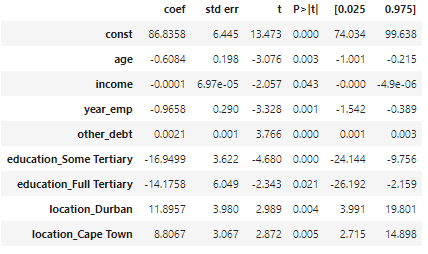 coef std err t P>|t| [0.025 0.975]
const 86.8358 6.445 13.473 0.000 74.034 99.638
age -0.6084 0.198 -3.076 0.003 -1.001 -0.215
income -0.0001 6.97e-05 -2.057 0.043 -0.000 -4.9e-06
year_emp -0.9658 0.290 -3.328 0.001 -1.542 -0.389
other_debt 0.0021 0.001 3.766 0.000 0.001 0.003
education_Some Tertiary -16.9499 3.622 -4.680 0.000 -24.144 -9.756
education_Full Tertiary -14.1758 6.049 -2.343 0.021 -26.192 -2.159
location_Durban 11.8957 3.980 2.989 0.004 3.991 19.801
location_Cape Town 8.8067 3.067 2.872 0.005 2.715 14.898